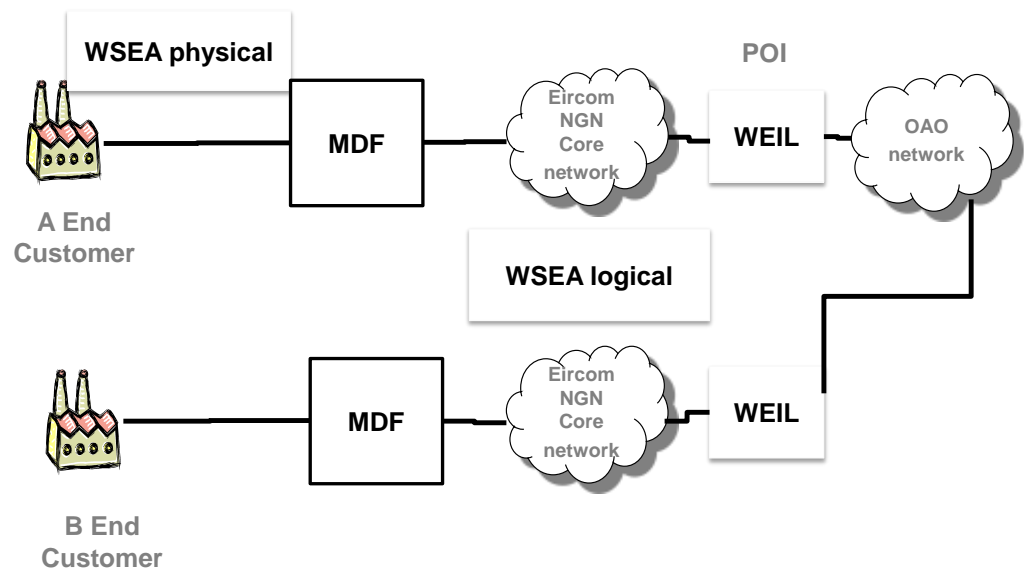 WSEA physical
POI
MDF
Eircom
NGN
Core
network
WEIL
OAO
network
A End
Customer
WSEA logical
MDF
Eircom
NGN
Core
network
WEIL
B End
Customer